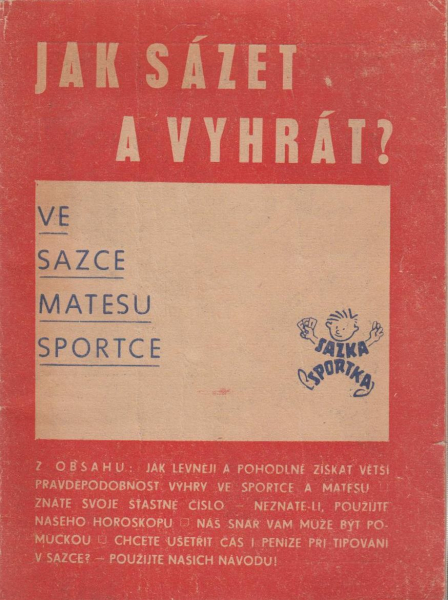 JAK SÁZET
A VYHRÁT?
VE
SAZCE
MATESU
SPORTCE
SAZKA
SPORTKA
Z OBSAHU: JAK LEVNĚJI A POHODLNĚ ZÍSKAT VĚTŠÍ
PRAVDĚPODOBNOST VÝHRY VE SPORTCE A MATESU
ZNÁTE SVOJE ŠŤASTNÉ ČÍSLO — NEZNÁTE-LI, POUŽIJTE
NAŠEHO HOROSKOPU □ NÁŠ SNÁŘ VÁM MŮŽE BÝT PO-
MŮCKOU □ CHCETE UŠETŘIT ČAS I PENÍZE PŘI TIPOVÁNÍ
V SAZCE? — POUŽIJTE NAŠICH NÁVODŮ!